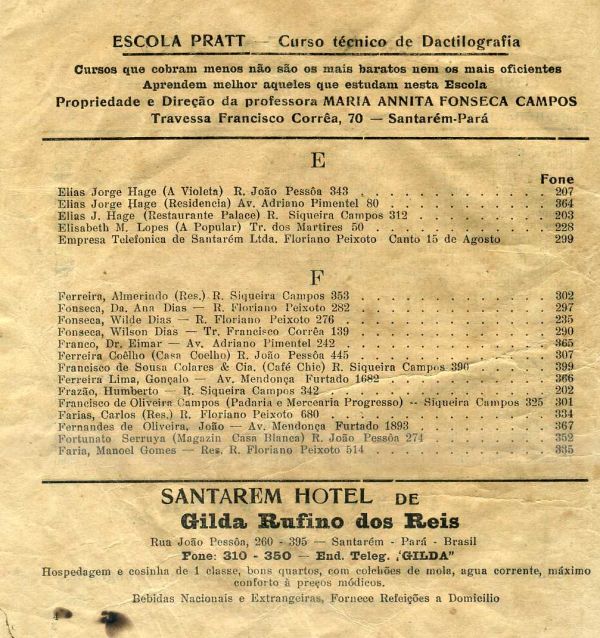 ESCOLA PRATT — Curso técnico de Dactilografia
Cursos que cobram menos não são os mais baratos nem os mais eficientes
Aprendem melhor aqueles que estudam nesta Escola
Propriedade e Direção da professora MARIA ANNITA FONSECA CAMPOS
Travessa Francisco Corrêa, 70 — Santarém-Pará
E
Fone
Elias Jorge Hage (A Violeta) R. João Pessôa 343 . . . . . . . . . . 207
Elias Jorge Hage (Residencia) Av. Adriano Pimentel 80 . . . . . . . . . 364
Elias J. Hage (Restaurante Palace) R. Siqueira Campos 312 . . . . . . . 203
Elisabeth M. Lopes (A Popular) Tr. dos Martires 50 . . . . . . . . . 228
Empresa Telefonica de Santarém Ltda. Floriano Peixoto Canto 15 de Agosto 299
F
Ferreira, Almerindo (Res.) R. Siqueira Campos 353 . . . . . . . . . . 302
Fonseca, Da. Ana Dias — R. Floriano Peixoto 282 . . . . . . . . . . 297
Fonseca, Wilde Dias — R. Floriano Peixoto 276 . . . . . . . . . . 235
Fonseca, Wilson Dias — Tr. Francisco Corrêa 139 . . . . . . . . . . 290
Franco, Dr. Eimar — Av. Adriano Pimentel 242 . . . . . . . . . . 365
Ferreira Coêlho (Casa Coelho) R. João Pessôa 445 . . . . . . . . . . 307
Francisco de Sousa Colares & Cia. (Café Chic) R. Siqueira Campos 390 . . . . 399
Ferreira Lima, Gonçalo — Av. Mendonça Furtado 1682 . . . . . . . . . 366
Frazão, Humberto — R. Siqueira Campos 342 . . . . . . . . . . 202
Francisco de Oliveira Campos (Padaria e Mercearia Progresso) -- Siqueira Campos 325 301
Farias, Carlos (Res.) R. Floriano Peixoto 680 . . . . . . . . . . 334
Fernandes de Oliveira, João — Av. Mendonça Furtado 1893 . . . . . . . . 367
Fortunato Serruya (Magazin Casa Blanca) R. João Pessôa 274 . . . . . . . 352
Faria, Manoel Gomes — Res. R. Floriano Peixoto 514 . . . . . . . . . 335
SANTAREM HOTEL DE
Gilda Rufino dos Reis
Rua João Pessôa, 260 - 395 — Santarém - Pará - Brasil
Fone: 310 - 350 — End. Teleg. „GILDA”
Hospedagem e cosinha de 1 classe, bons quartos, com colchões de mola, agua corrente, máximo
conforto à preços módicos.
Bebidas Nacionais e Extrangeiras, Fornece Refeições a Domicilio